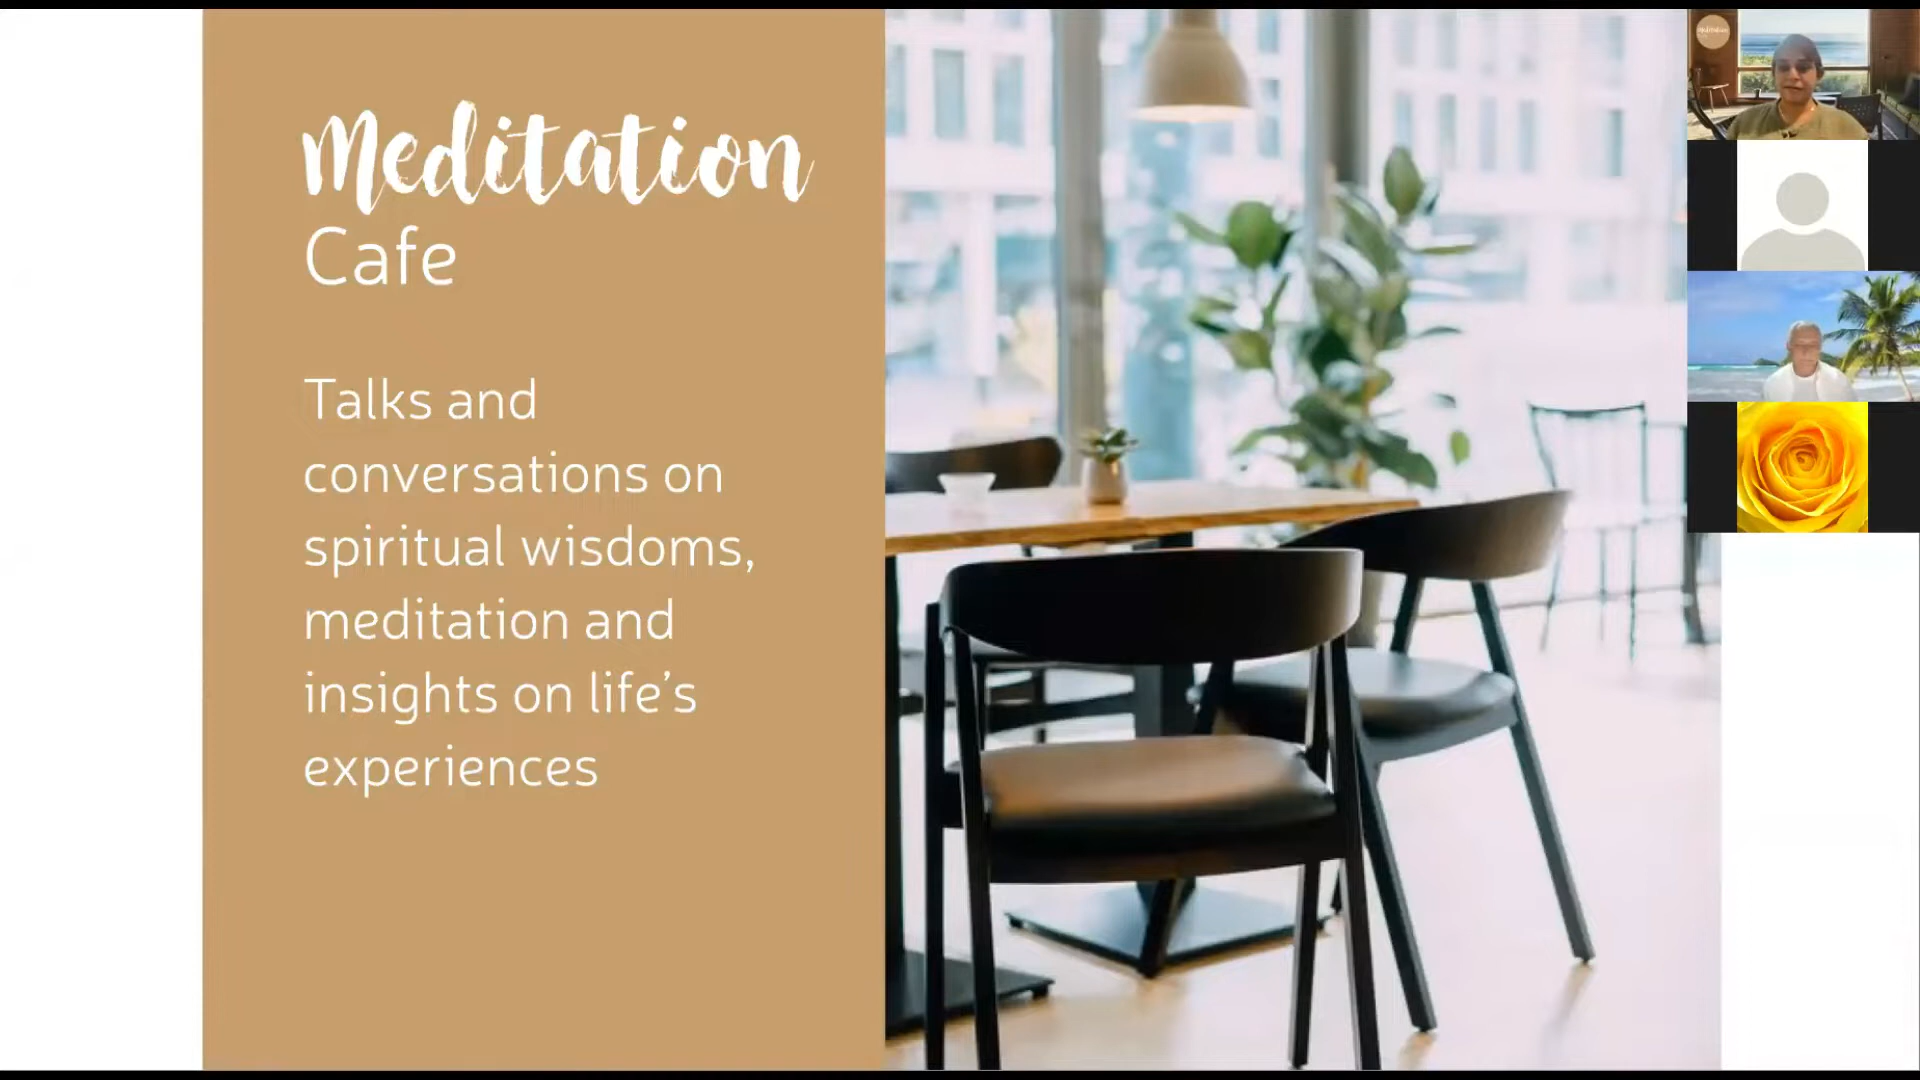 Meditation
Cafe
Talks and
conversations on
spiritual wisdoms,
meditation and
insights on life's
experiences